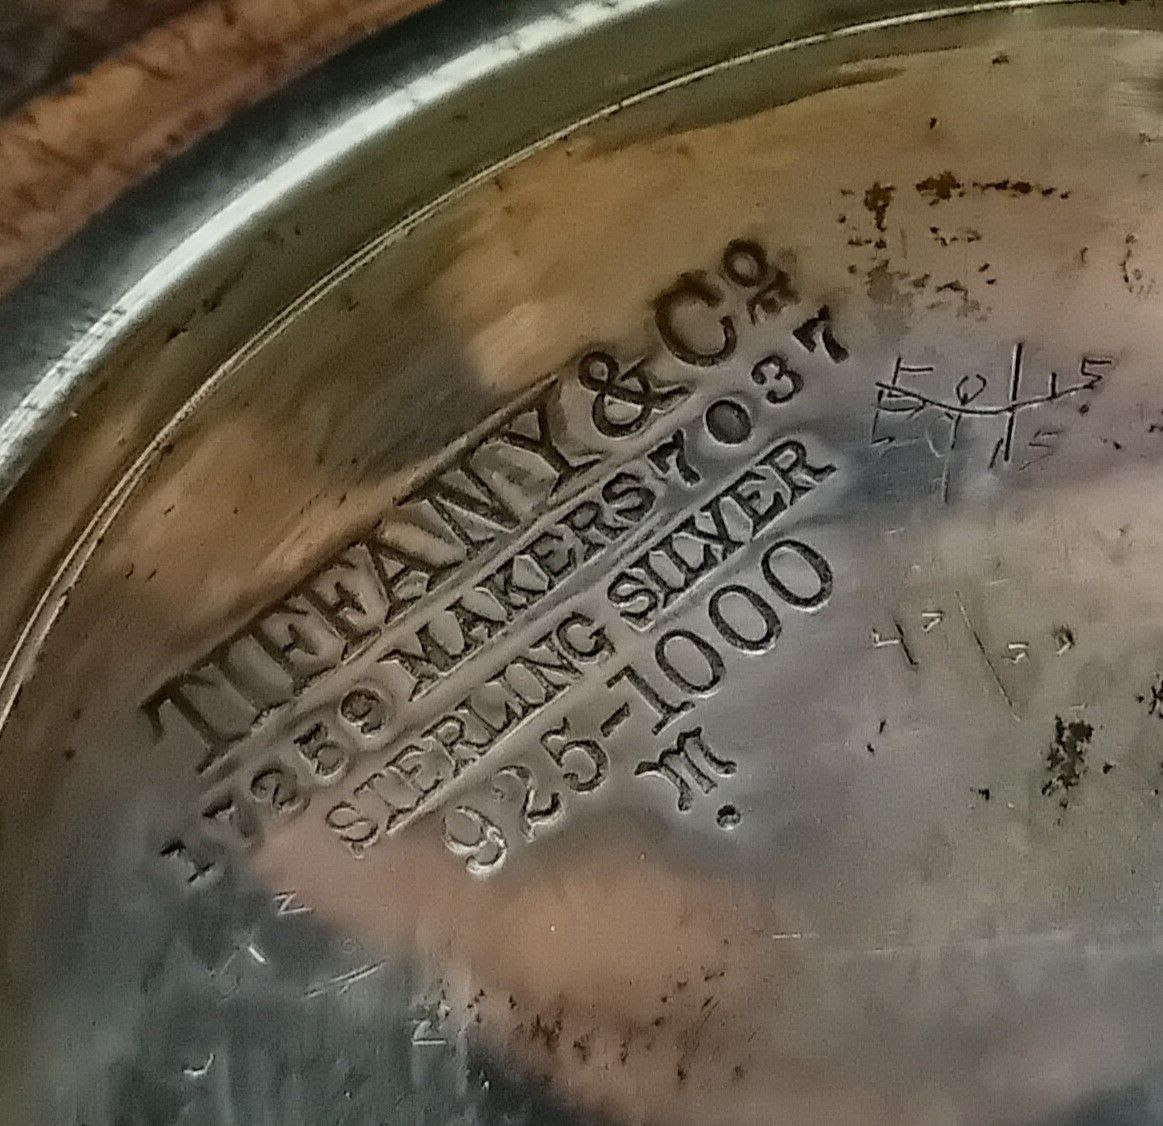 TIFFANY & Co
17259 MAKERS 7037
STERLING SILVER
925-1000
m